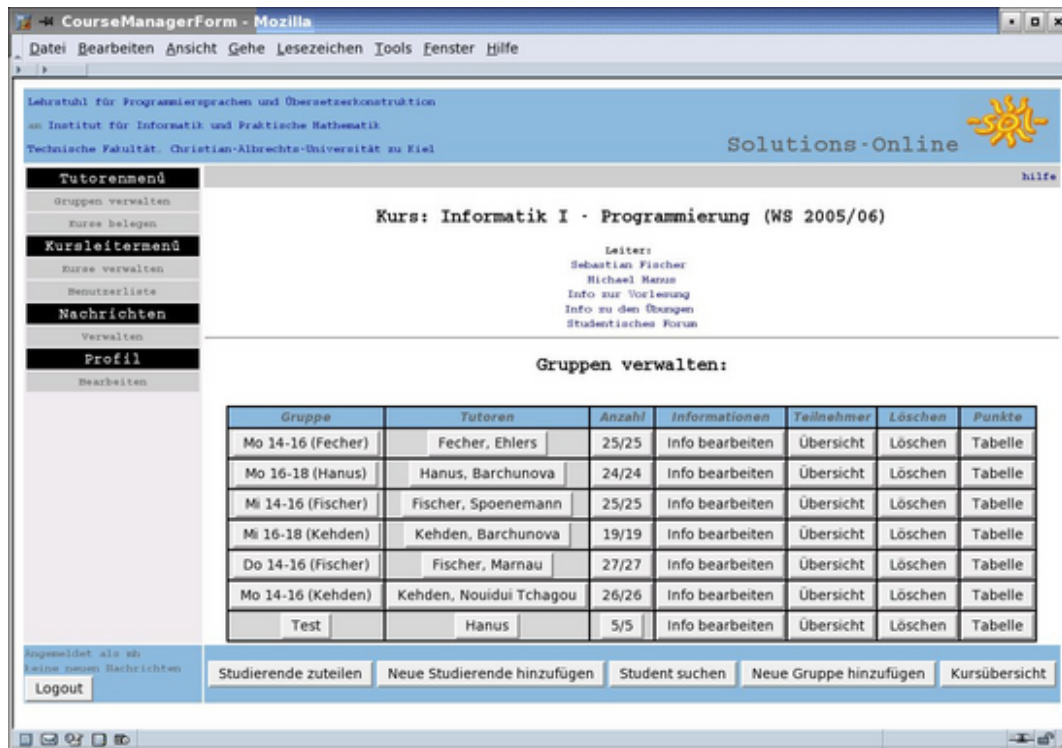 CourseManagerForm - Mozilla
Datei Bearbeiten Ansicht Gehe Lesezeichen Tools Fenster Hilfe
Lehrstuhl für Programmiersprachen und Übersetzerkonstruktion
am Institut für Informatik und Praktische Mathematik
Technische Fakultät, Christian-Albrechts-Universität zu Kiel
Solutions-Online
-sol-
Tutorenmenü
hilfe
Gruppen verwalten
Kurse belegen
Kursleitermenü
Kurse verwalten
Benutzerliste
Nachrichten
Verwalten
Profil
Bearbeiten
Kurs: Informatik I - Programmierung (WS 2005/06)
Leiter:
Sebastian Fischer
Michael Hanus
Info zur Vorlesung
Info zu den Übungen
Studentisches Forum
Gruppen verwalten:
Gruppe Tutoren Anzahl Informationen Teilnehmer Löschen Punkte
Mo 14-16 (Fecher) Fecher, Ehlers 25/25 Info bearbeiten Übersicht Löschen Tabelle
Mo 16-18 (Hanus) Hanus, Barchunova 24/24 Info bearbeiten Übersicht Löschen Tabelle
Mi 14-16 (Fischer) Fischer, Spoenemann 25/25 Info bearbeiten Übersicht Löschen Tabelle
Mi 16-18 (Kehden) Kehden, Barchunova 19/19 Info bearbeiten Übersicht Löschen Tabelle
Do 14-16 (Fischer) Fischer, Marnau 27/27 Info bearbeiten Übersicht Löschen Tabelle
Mo 14-16 (Kehden) Kehden, Nouidui Tchagou 26/26 Info bearbeiten Übersicht Löschen Tabelle
Test Hanus 5/5 Info bearbeiten Übersicht Löschen Tabelle
Angemeldet als mh
keine neuen Nachrichten
Logout
Studierende zuteilen Neue Studierende hinzufügen Student suchen Neue Gruppe hinzufügen Kursübersicht